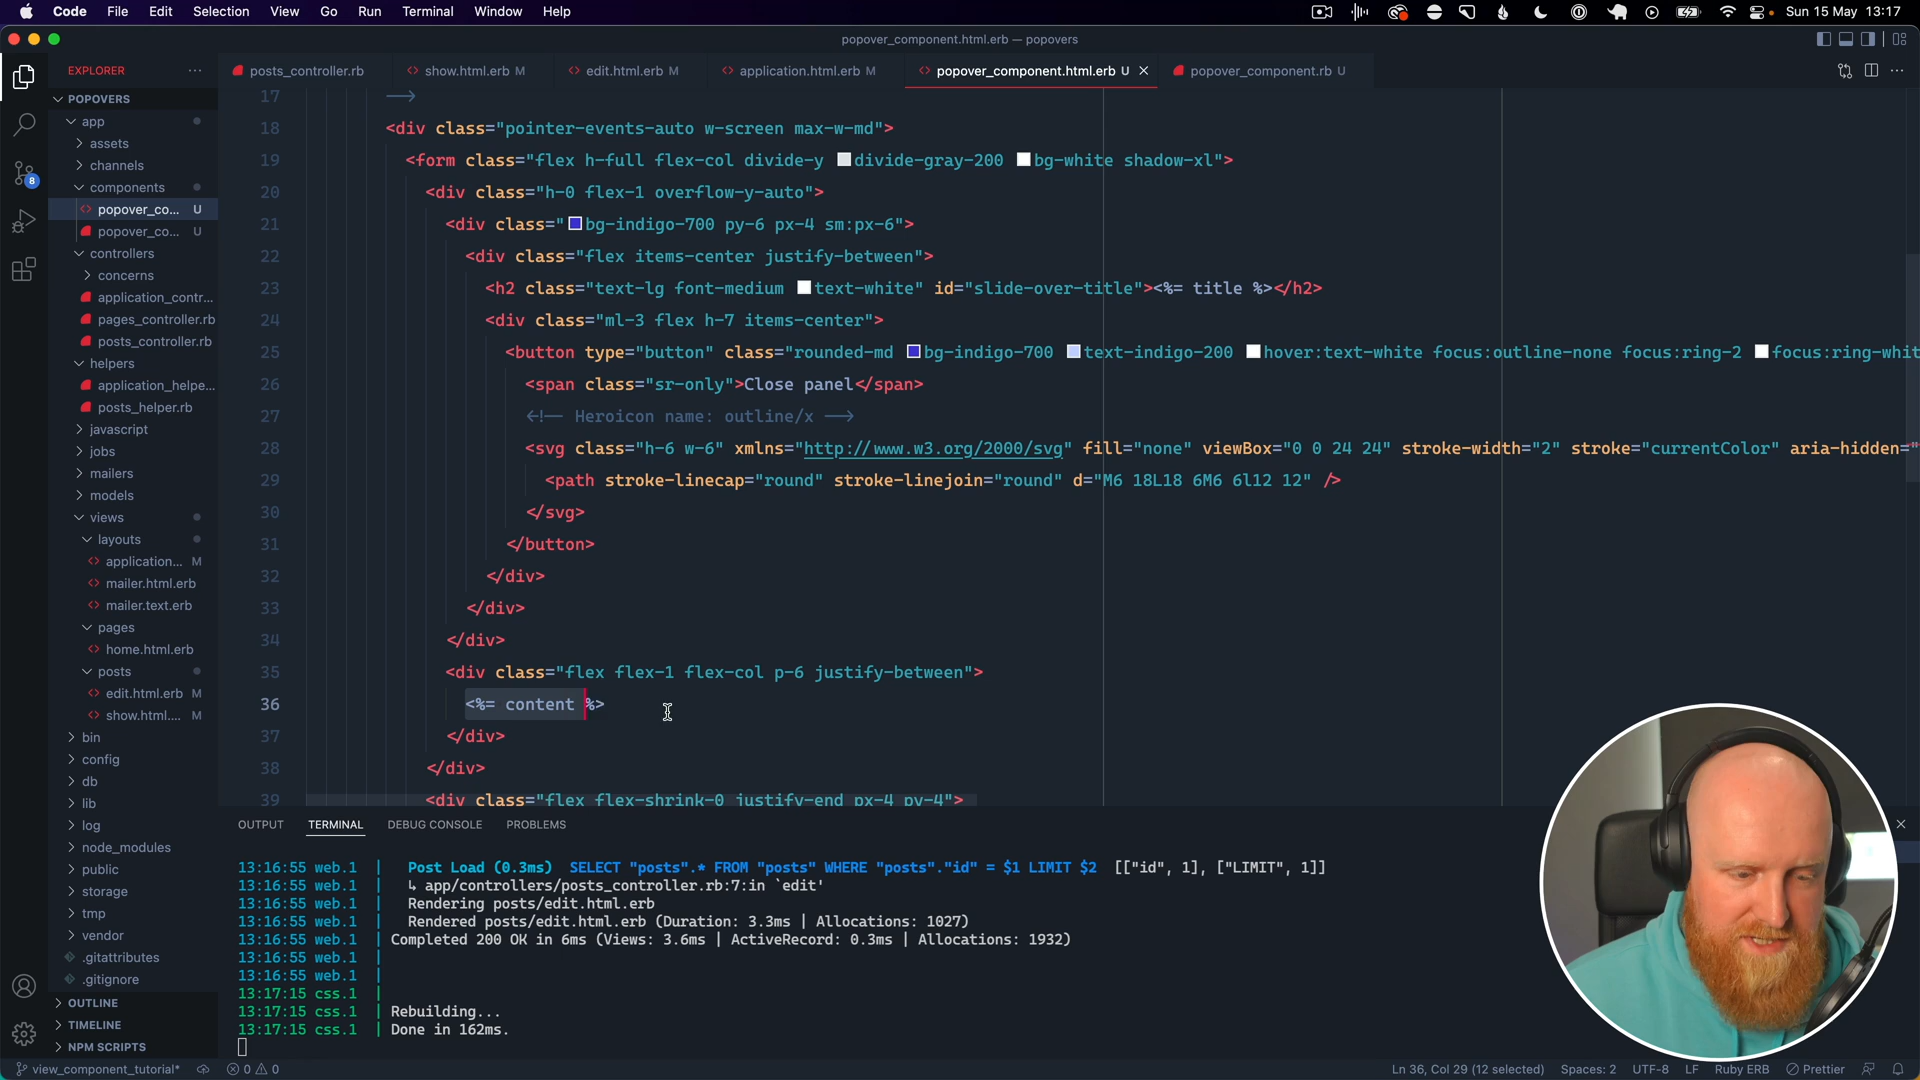 Code File Edit Selection View Go Run Terminal Window Help Sun 15 May 13:17
popover_component.html.erb — popovers
EXPLORER
posts_controller.rb show.html.erb M edit.html.erb M application.html.erb M popover_component.html.erb U popover_component.rb U
POPOVERS
app
assets
channels
components
popover_co... U
popover_co... U
controllers
concerns
application_contr...
pages_controller.rb
posts_controller.rb
helpers
application_helpe...
posts_helper.rb
javascript
jobs
mailers
models
views
layouts
application... M
mailer.html.erb
mailer.text.erb
pages
home.html.erb
posts
edit.html.erb M
show.html.... M
bin
config
db
lib
log
node_modules
public
storage
tmp
vendor
.gitattributes
.gitignore
OUTLINE
TIMELINE
NPM SCRIPTS
8
17 -->
18 <div class="pointer-events-auto w-screen max-w-md">
19 <form class="flex h-full flex-col divide-y divide-gray-200 bg-white shadow-xl">
20 <div class="h-0 flex-1 overflow-y-auto">
21 <div class="bg-indigo-700 py-6 px-4 sm:px-6">
22 <div class="flex items-center justify-between">
23 <h2 class="text-lg font-medium text-white" id="slide-over-title"><%= title %></h2>
24 <div class="ml-3 flex h-7 items-center">
25 <button type="button" class="rounded-md bg-indigo-700 text-indigo-200 hover:text-white focus:outline-none focus:ring-2 focus:ring-whit
26 <span class="sr-only">Close panel</span>
27 <!-- Heroicon name: outline/x -->
28 <svg class="h-6 w-6" xmlns="http://www.w3.org/2000/svg" fill="none" viewBox="0 0 24 24" stroke-width="2" stroke="currentColor" aria-hidden="
29 <path stroke-linecap="round" stroke-linejoin="round" d="M6 18L18 6M6 6l12 12" />
30 </svg>
31 </button>
32 </div>
33 </div>
34 </div>
35 <div class="flex flex-1 flex-col p-6 justify-between">
36 <%= content %>
37 </div>
38 </div>
39 <div class="flex flex-shrink-0 justify-end px-4 py-4">
OUTPUT TERMINAL DEBUG CONSOLE PROBLEMS
13:16:55 web.1 | Post Load (0.3ms) SELECT "posts".* FROM "posts" WHERE "posts"."id" = $1 LIMIT $2 [["id", 1], ["LIMIT", 1]]
13:16:55 web.1 | ↳ app/controllers/posts_controller.rb:7:in `edit'
13:16:55 web.1 | Rendering posts/edit.html.erb
13:16:55 web.1 | Rendered posts/edit.html.erb (Duration: 3.3ms | Allocations: 1027)
13:16:55 web.1 | Completed 200 OK in 6ms (Views: 3.6ms | ActiveRecord: 0.3ms | Allocations: 1932)
13:16:55 web.1 |
13:16:55 web.1 |
13:17:15 css.1 |
13:17:15 css.1 | Rebuilding...
13:17:15 css.1 | Done in 162ms.
view_component_tutorial* 0 0 Ln 36, Col 29 (12 selected) Spaces: 2 UTF-8 LF Ruby ERB Prettier